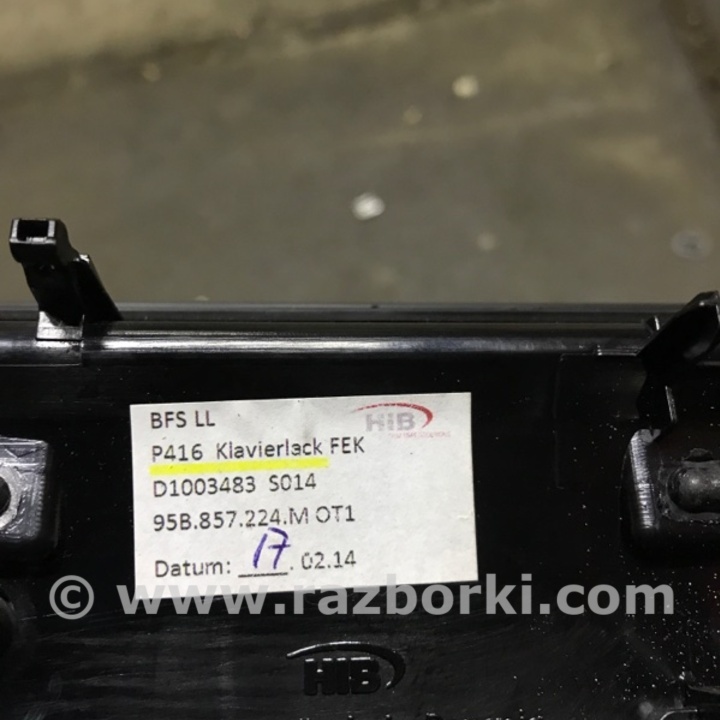 BFS LL
HIB
P416 Klavierlack FEK
D1003483 S014
95B.857.224.M OT1
Datum: 17. 02.14
© www.razborki.com
HIB